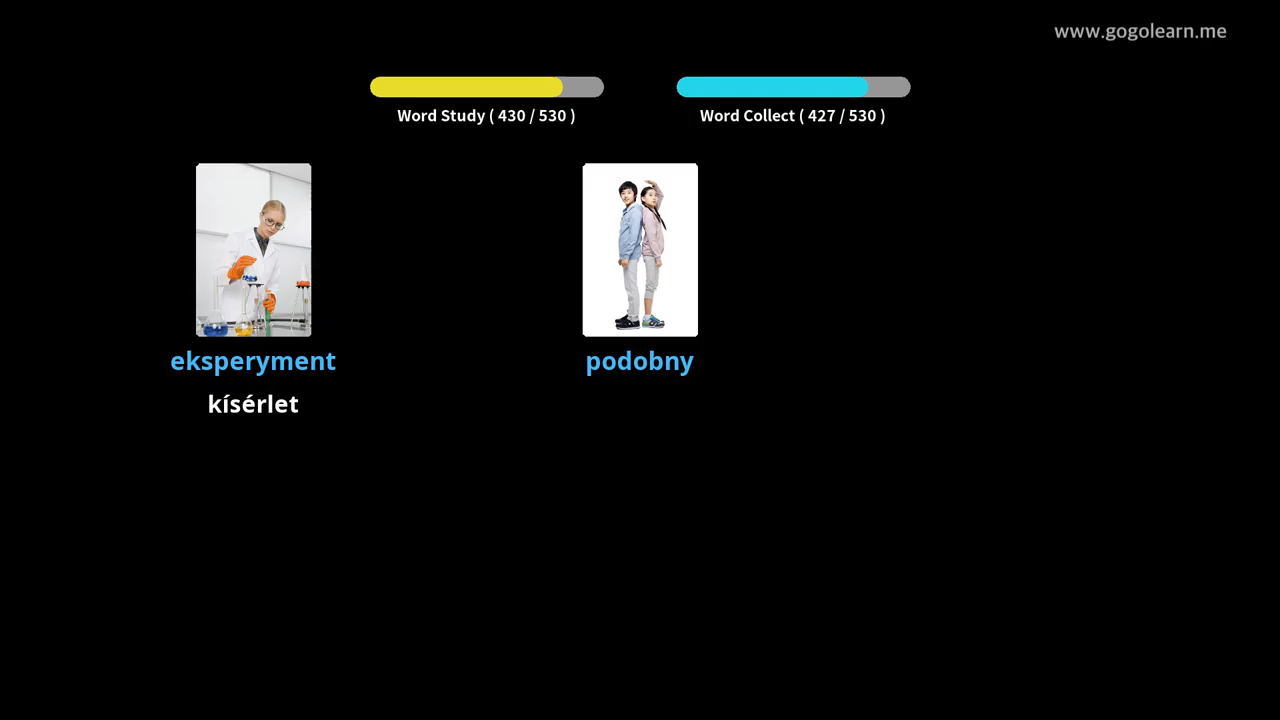 www.gogolearn.me
Word Study ( 430 / 530 )
Word Collect ( 427 / 530 )
eksperyment
kísérlet
podobny